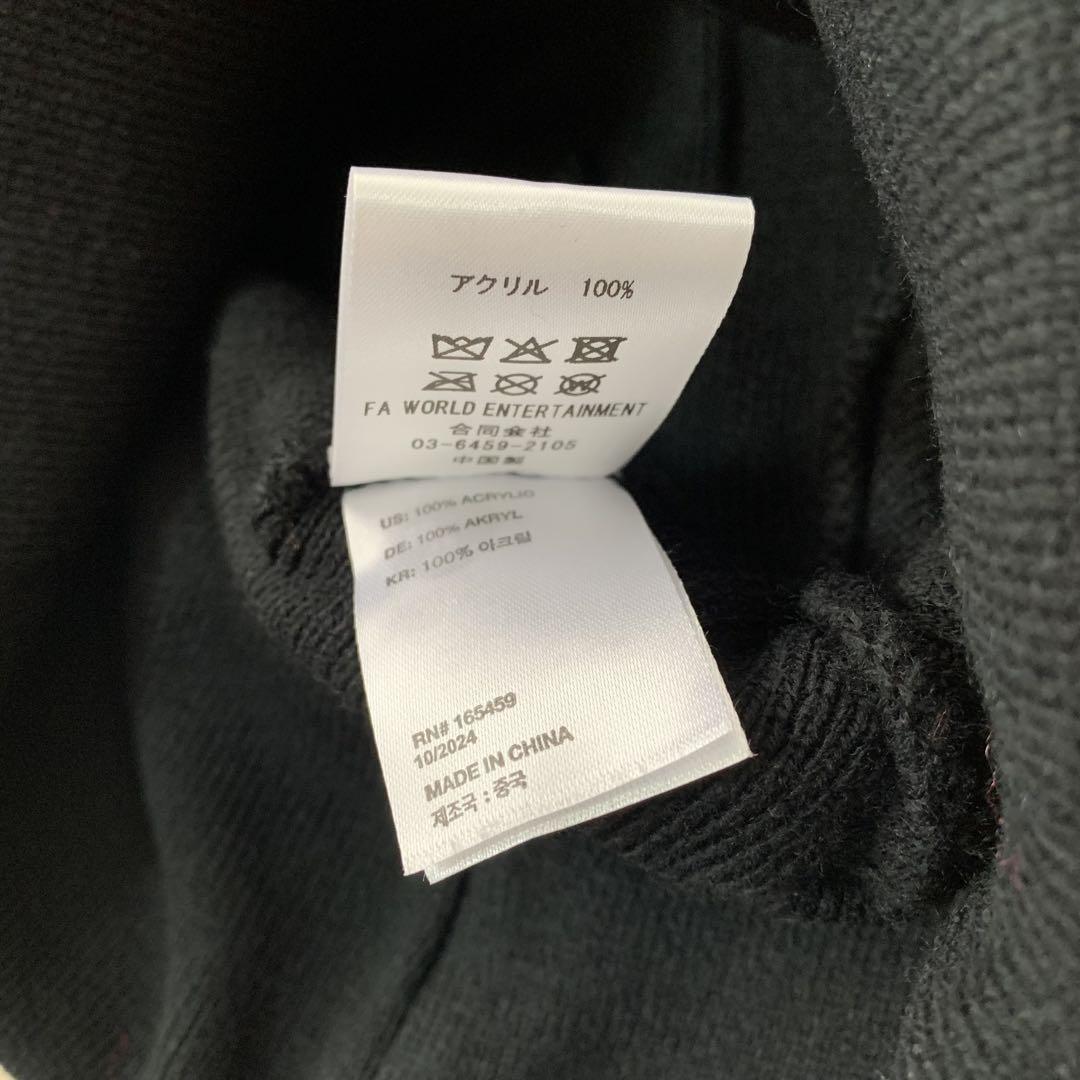 アクリル 100%
FA WORLD ENTERTAINMENT
合同会社
03-6459-2105
中国製
US: 100% ACRYLIC
DE: 100% AKRYL
KR: 100% 아크릴
RN# 165459
10/2024
MADE IN CHINA
제조국 : 중국